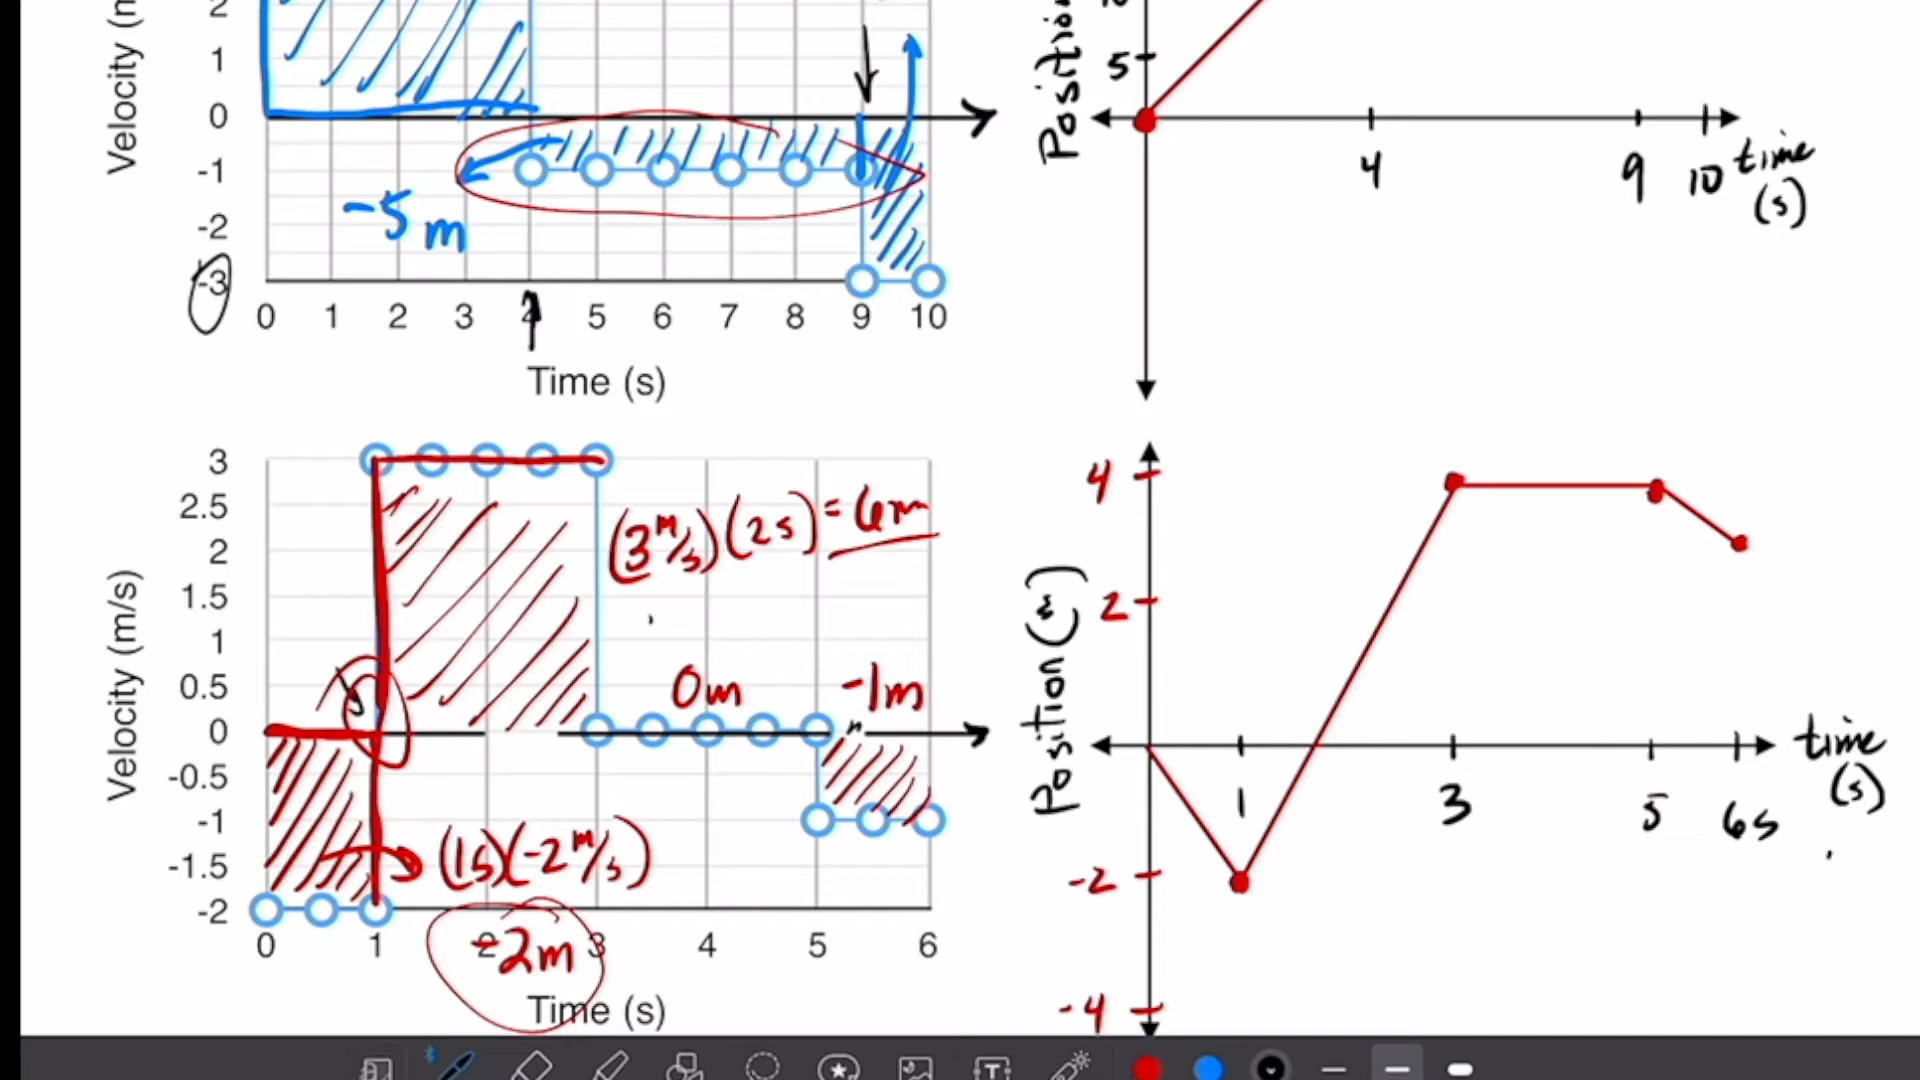 2
1
0
-1
-2
-3
Velocity (m
-5 m
0 1 2 3 4 5 6 7 8 9 10
Time (s)
Position
5
4 9 10 time
(s)
3
2.5
2
1.5
1
0.5
0
-0.5
-1
-1.5
-2
Velocity (m/s)
(3 m/s)(2s) = 6m
0m
-1m
(1s)(-2 m/s)
-2m
0 1 2 3 4 5 6
Time (s)
4
2
-2
-4
Position (m)
1 3 5 6s
time
(s)
T